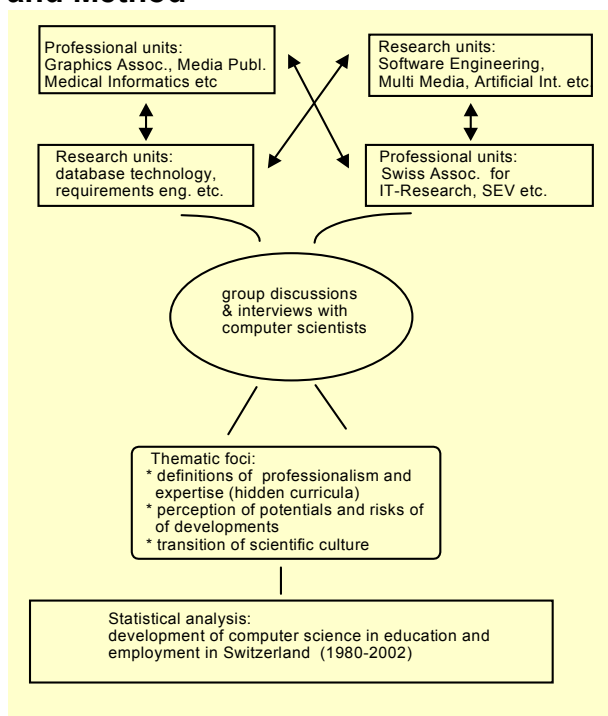 and Method
Professional units:
Graphics Assoc., Media Publ.
Medical Informatics etc
Research units:
Software Engineering,
Multi Media, Artificial Int. etc
Research units:
database technology,
requirements eng. etc.
Professional units:
Swiss Assoc. for
IT-Research, SEV etc.
group discussions
& interviews with
computer scientists
Thematic foci:
* definitions of professionalism and
expertise (hidden curricula)
* perception of potentials and risks of
of developments
* transition of scientific culture
Statistical analysis:
development of computer science in education and
employment in Switzerland (1980-2002)